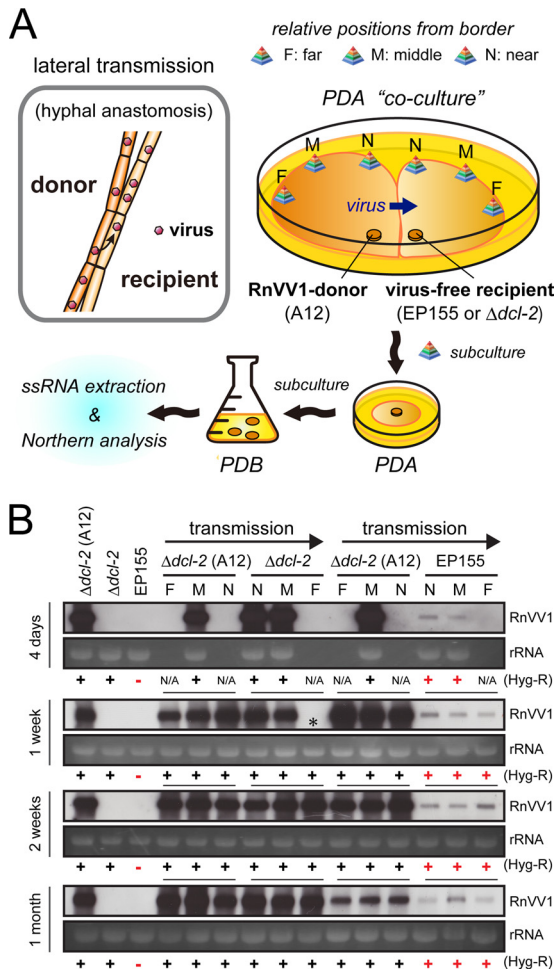 A
relative positions from border
F: far M: middle N: near
lateral transmission
PDA “co-culture”
(hyphal anastomosis)
donor
virus
recipient
F M N N M F
virus
RnVV1-donor
(A12)
virus-free recipient
(EP155 or Δdcl-2)
subculture
ssRNA extraction
&
Northern analysis
subculture
PDB
PDA
B
transmission transmission
Δdcl-2 (A12) Δdcl-2 EP155 Δdcl-2 (A12) Δdcl-2 Δdcl-2 (A12) EP155
F M N N M F F M N N M F
4 days
RnVV1
rRNA
+ + - N/A + N/A + + N/A N/A + N/A + + N/A (Hyg-R)
1 week
RnVV1
*
rRNA
+ + - + + + + + + + + + + + + (Hyg-R)
2 weeks
RnVV1
rRNA
+ + - + + + + + + + + + + + + (Hyg-R)
1 month
RnVV1
rRNA
+ + - + + + + + + + + + + + + (Hyg-R)